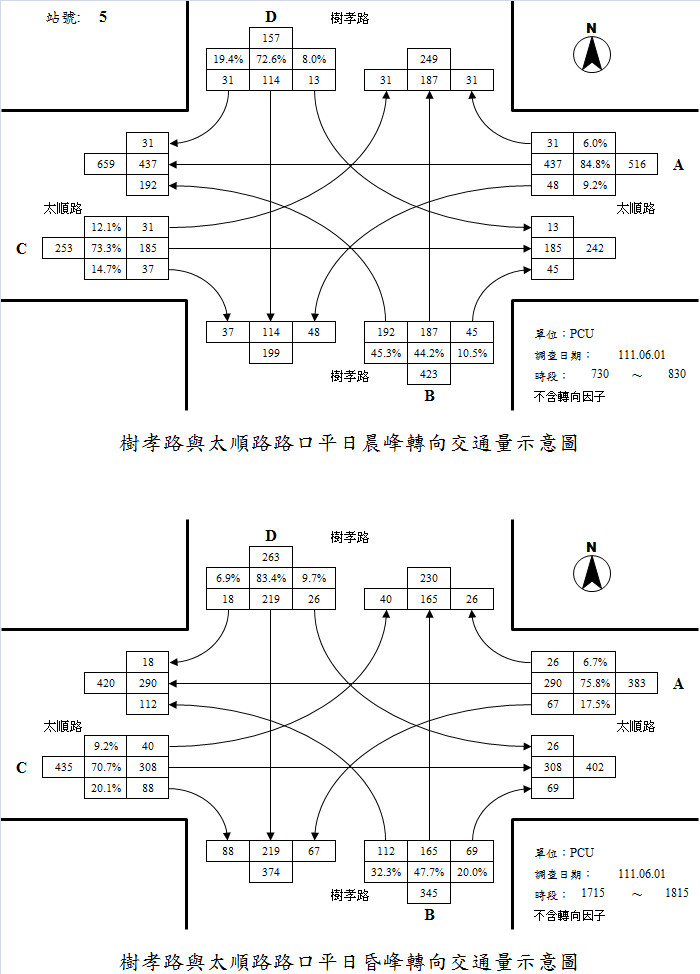 站號: 5
D
樹孝路
N
157
19.4% 72.6% 8.0%
31 114 13
249
31 187 31
31
659 437
192
31 6.0%
437 84.8% 516
48 9.2%
A
太順路
太順路
12.1% 31
C 253 73.3% 185
14.7% 37
13
185 242
45
37 114 48
199
樹孝路
192 187 45
45.3% 44.2% 10.5%
423
B
單位：PCU
調查日期： 111.06.01
時段： 730 ～ 830
不含轉向因子
樹孝路與太順路路口平日晨峰轉向交通量示意圖
D
樹孝路
N
263
6.9% 83.4% 9.7%
18 219 26
230
40 165 26
18
420 290
112
26 6.7%
290 75.8% 383
67 17.5%
A
太順路
太順路
9.2% 40
C 435 70.7% 308
20.1% 88
26
308 402
69
88 219 67
374
樹孝路
112 165 69
32.3% 47.7% 20.0%
345
B
單位：PCU
調查日期： 111.06.01
時段： 1715 ～ 1815
不含轉向因子
樹孝路與太順路路口平日昏峰轉向交通量示意圖